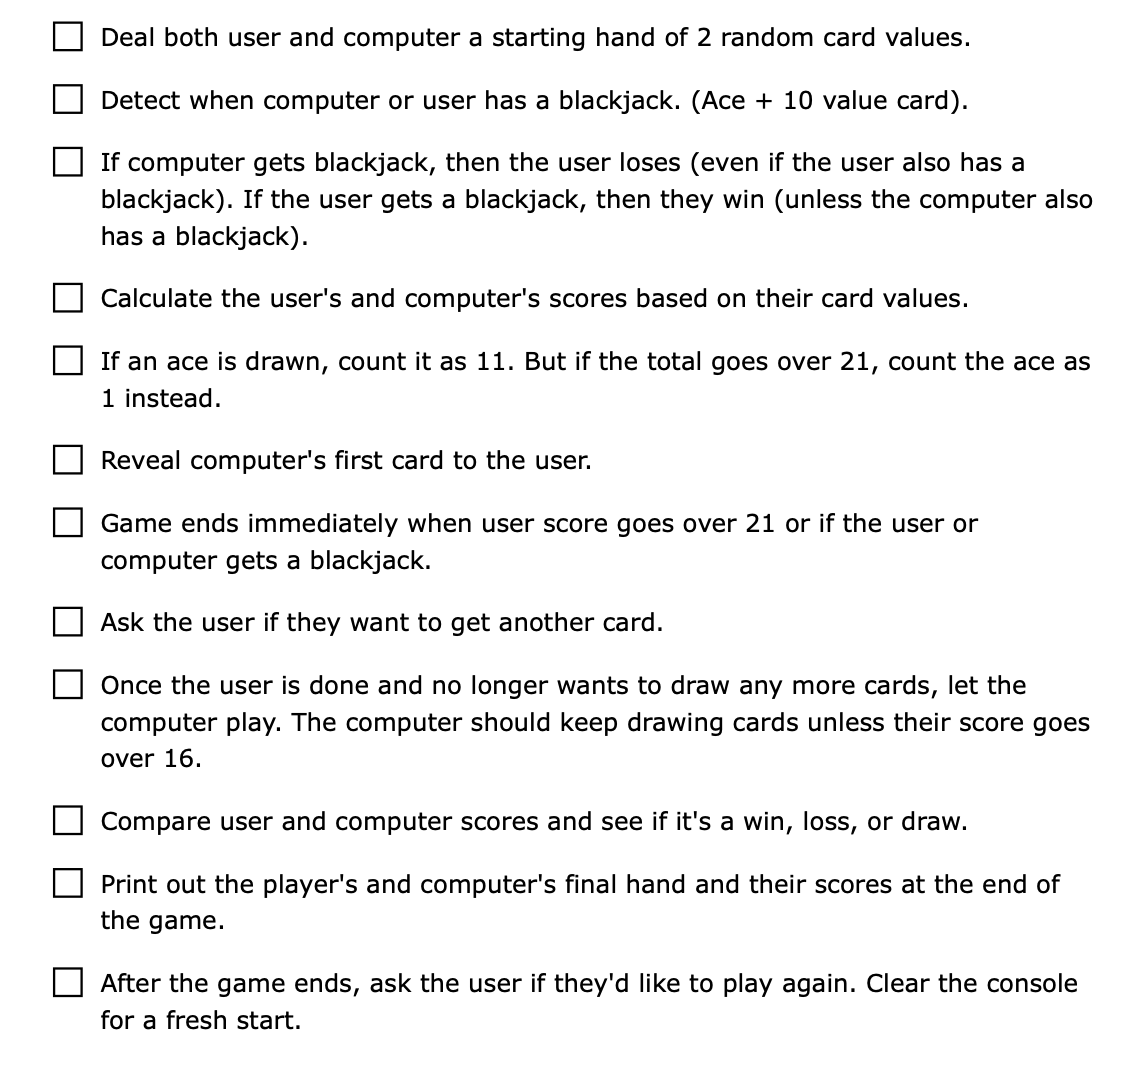 Deal both user and computer a starting hand of 2 random card values.
Detect when computer or user has a blackjack. (Ace + 10 value card).
If computer gets blackjack, then the user loses (even if the user also has a
blackjack). If the user gets a blackjack, then they win (unless the computer also
has a blackjack).
Calculate the user's and computer's scores based on their card values.
If an ace is drawn, count it as 11. But if the total goes over 21, count the ace as
1 instead.
Reveal computer's first card to the user.
Game ends immediately when user score goes over 21 or if the user or
computer gets a blackjack.
Ask the user if they want to get another card.
Once the user is done and no longer wants to draw any more cards, let the
computer play. The computer should keep drawing cards unless their score goes
over 16.
Compare user and computer scores and see if it's a win, loss, or draw.
Print out the player's and computer's final hand and their scores at the end of
the game.
After the game ends, ask the user if they'd like to play again. Clear the console
for a fresh start.